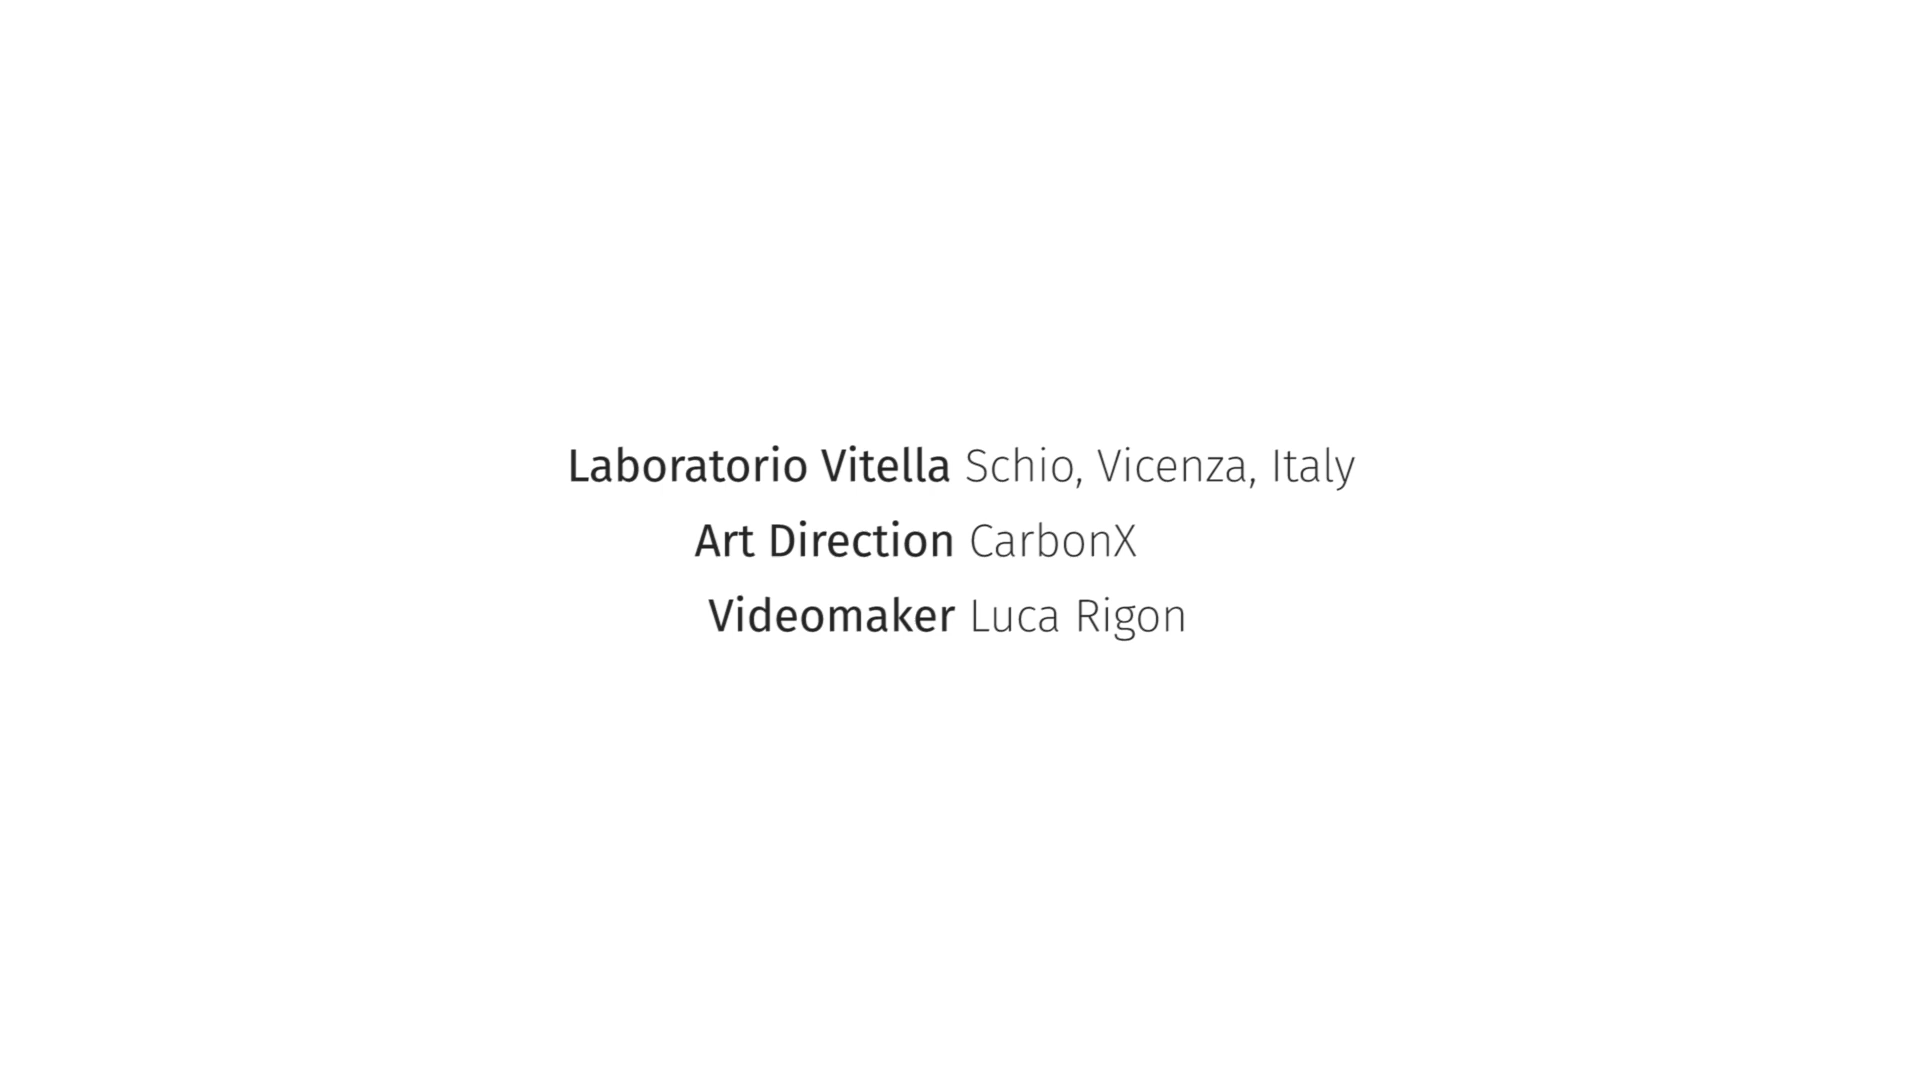 Laboratorio Vitella Schio, Vicenza, Italy
Art Direction CarbonX
Videomaker Luca Rigon